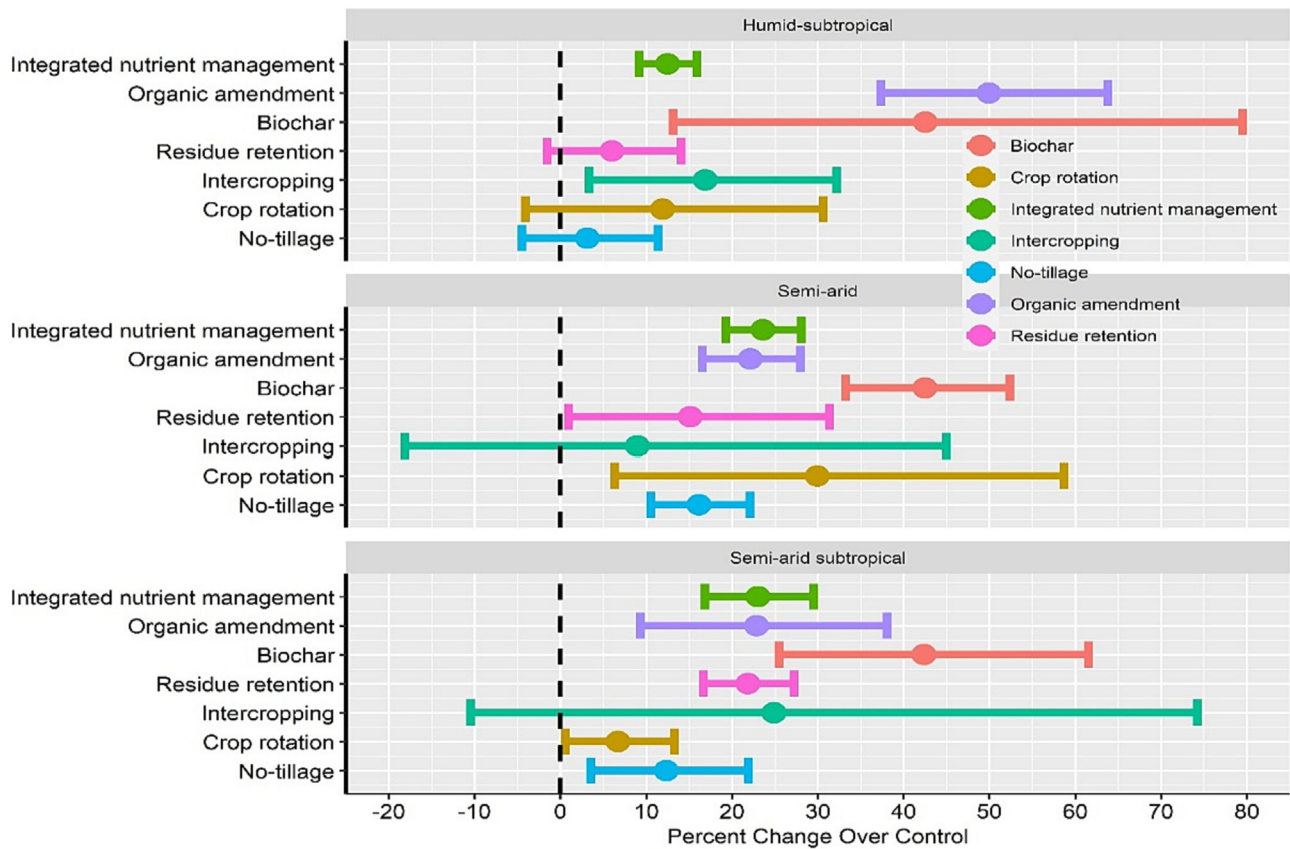 Humid-subtropical
Integrated nutrient management
Organic amendment
Biochar
Residue retention
Intercropping
Crop rotation
No-tillage
Biochar
Crop rotation
Integrated nutrient management
Intercropping
No-tillage
Organic amendment
Residue retention
Semi-arid
Integrated nutrient management
Organic amendment
Biochar
Residue retention
Intercropping
Crop rotation
No-tillage
Semi-arid subtropical
Integrated nutrient management
Organic amendment
Biochar
Residue retention
Intercropping
Crop rotation
No-tillage
-20 -10 0 10 20 30 40 50 60 70 80
Percent Change Over Control